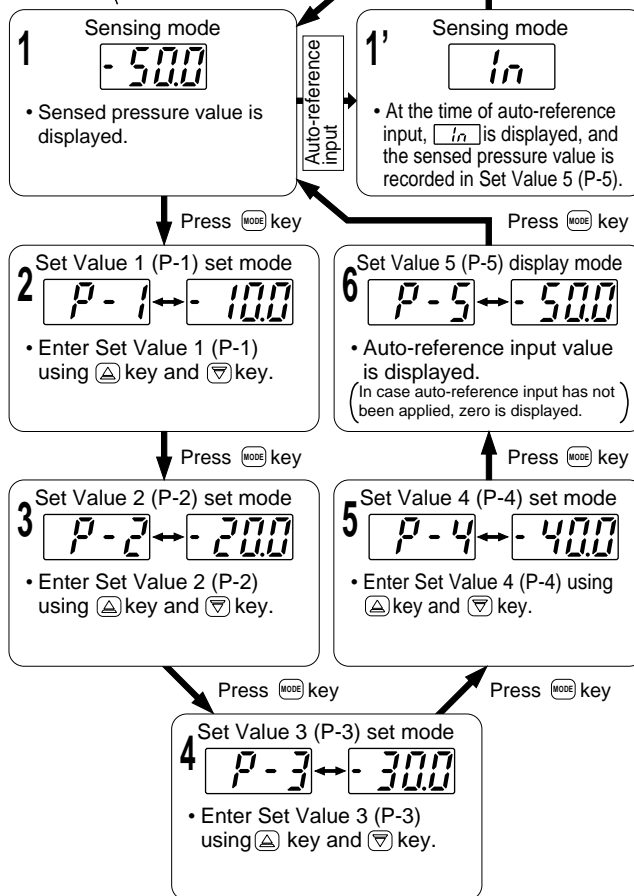 1
Sensing mode
- 50.0
• Sensed pressure value is
displayed.
Auto-reference
input
1’
Sensing mode
In
• At the time of auto-reference
input, In is displayed, and
the sensed pressure value is
recorded in Set Value 5 (P-5).
Press MODE key
2
Set Value 1 (P-1) set mode
P - 1 - 10.0
• Enter Set Value 1 (P-1)
using key and key.
Press MODE key
3
Set Value 2 (P-2) set mode
P - 2 - 20.0
• Enter Set Value 2 (P-2)
using key and key.
Press MODE key
4
Set Value 3 (P-3) set mode
P - 3 - 30.0
• Enter Set Value 3 (P-3)
using key and key.
Press MODE key
5
Set Value 4 (P-4) set mode
P - 4 - 40.0
• Enter Set Value 4 (P-4) using
key and key.
Press MODE key
6
Set Value 5 (P-5) display mode
P - 5 - 50.0
• Auto-reference input value
is displayed.
(In case auto-reference input has not
been applied, zero is displayed.)
Press MODE key